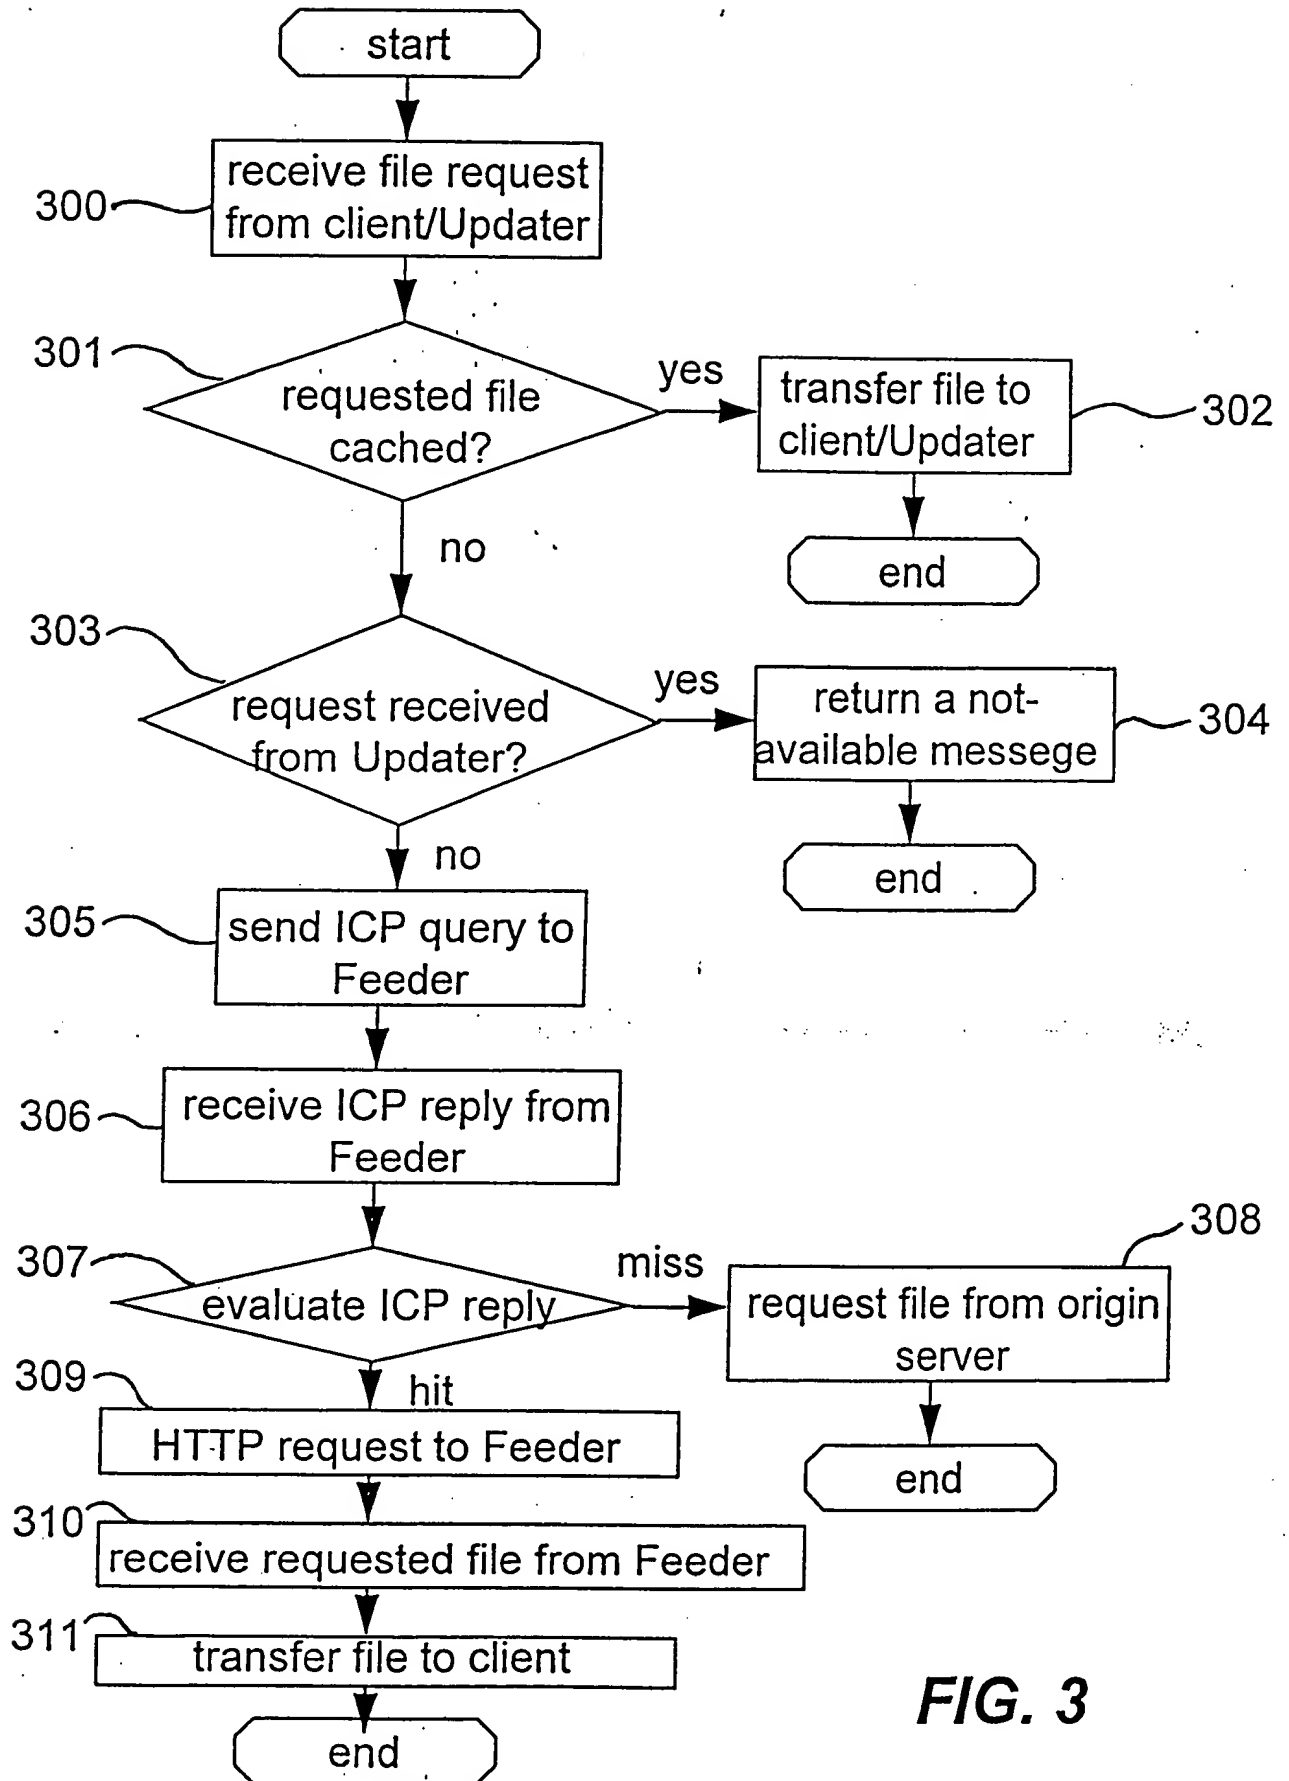 start
receive file request
from client/Updater
300
301
requested file
cached?
yes
transfer file to
client/Updater
302
end
no
303
request received
from Updater?
yes
return a not-
available messege
304
end
no
305
send ICP query to
Feeder
306
receive ICP reply from
Feeder
307
evaluate ICP reply
miss
308
request file from origin
server
end
hit
309
HTTP request to Feeder
310
receive requested file from Feeder
311
transfer file to client
end
FIG. 3